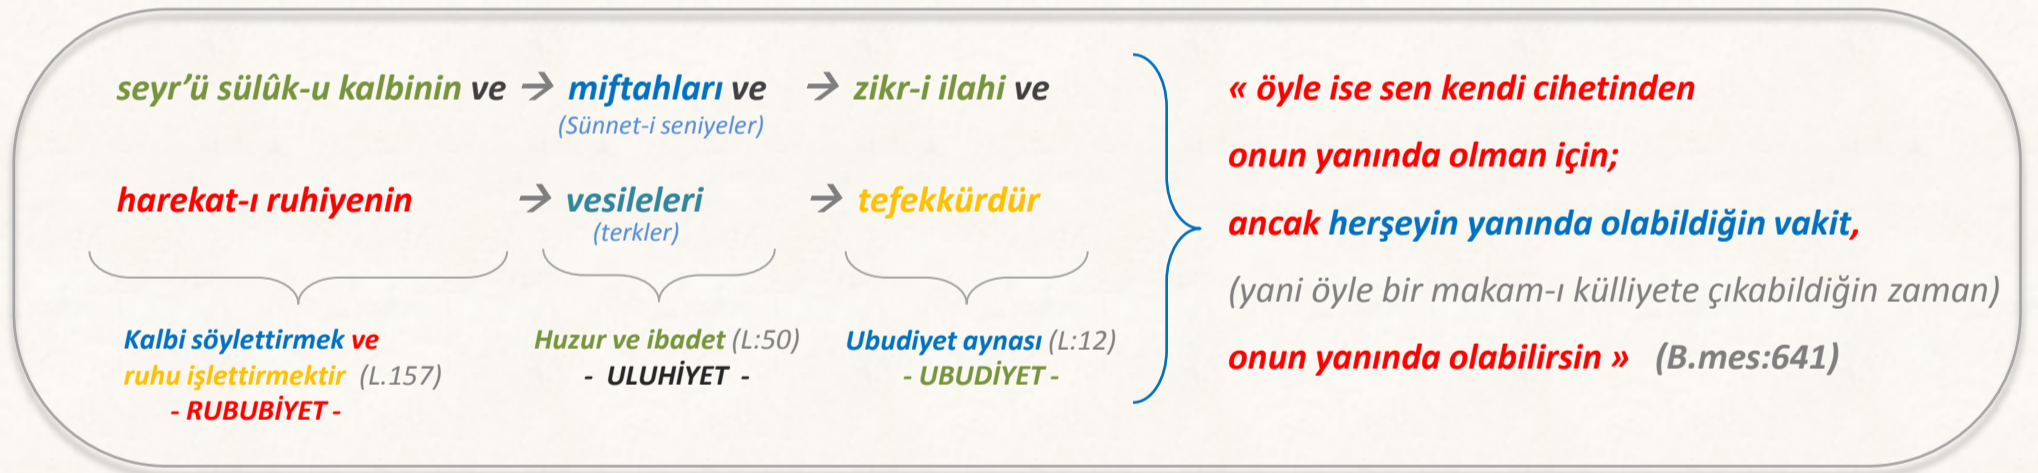 seyr’ü sülûk-u kalbinin ve → miftahları ve → zikr-i ilahi ve
(Sünnet-i seniyeler)
harekat-ı ruhiyenin → vesileleri → tefekkürdür
(terkler)
Kalbi söylettirmek ve
ruhu işlettirmektir (L.157)
- RUBUBİYET -
Huzur ve ibadet (L:50)
- ULUHİYET -
Ubudiyet aynası (L:12)
- UBUDİYET -
« öyle ise sen kendi cihetinden
onun yanında olman için;
ancak herşeyin yanında olabildiğin vakit,
(yani öyle bir makam-ı külliyete çıkabildiğin zaman)
onun yanında olabilirsin » (B.mes:641)